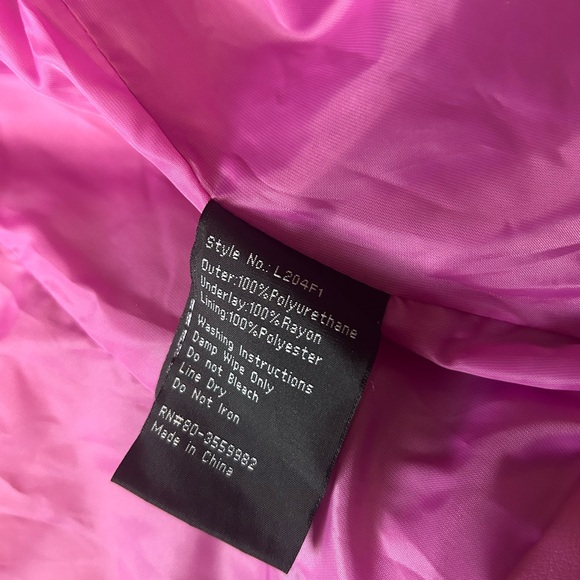 Style No.: L204F1
Outer:100%Polyurethane
Underlay:100%Rayon
Lining:100%Polyester
Washing Instructions
Damp Wipe Only
Do not Bleach
Line Dry
Do Not Iron
RN#60-3559982
Made in China